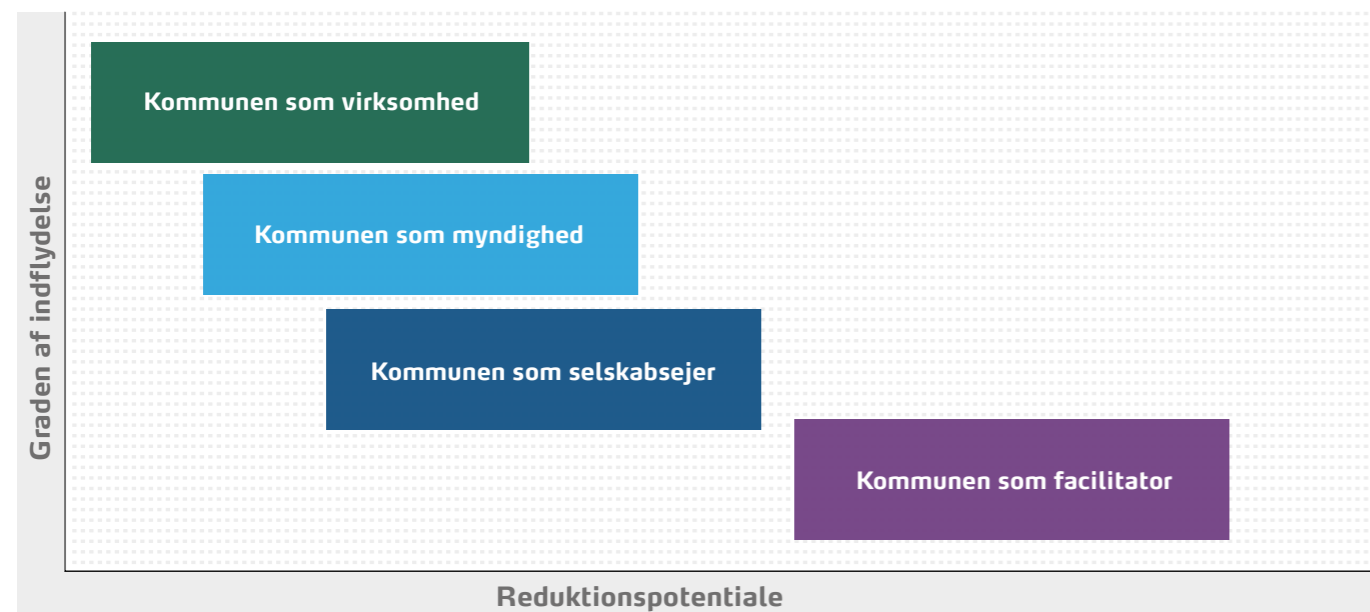 Graden af indflydelse
Kommunen som virksomhed
Kommunen som myndighed
Kommunen som selskabsejer
Kommunen som facilitator
Reduktionspotentiale